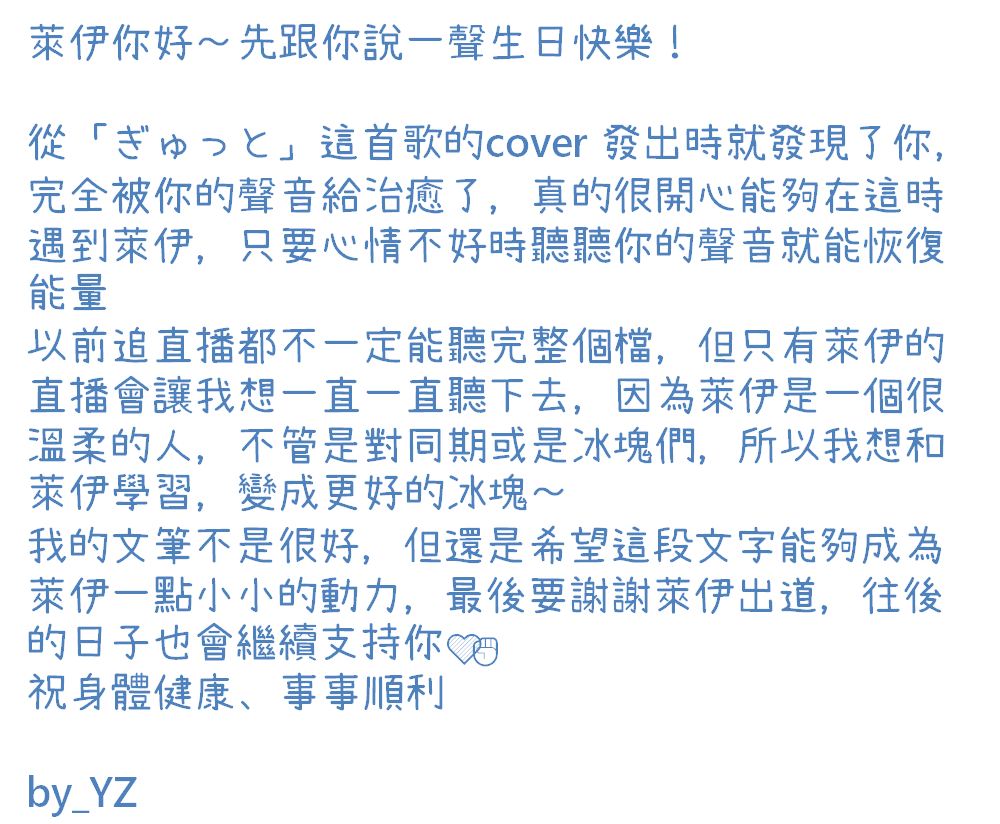 萊伊你好～先跟你說一聲生日快樂！
從「ぎゅっと」這首歌的cover 發出時就發現了你,
完全被你的聲音給治癒了，真的很開心能夠在這時
遇到萊伊，只要心情不好時聽聽你的聲音就能恢復
能量
以前追直播都不一定能聽完整個檔，但只有萊伊的
直播會讓我想一直一直聽下去，因為萊伊是一個很
溫柔的人，不管是對同期或是冰塊們，所以我想和
萊伊學習，變成更好的冰塊～
我的文筆不是很好，但還是希望這段文字能夠成為
萊伊一點小小的動力，最後要謝謝萊伊出道，往後
的日子也會繼續支持你
祝身體健康、事事順利
by_YZ